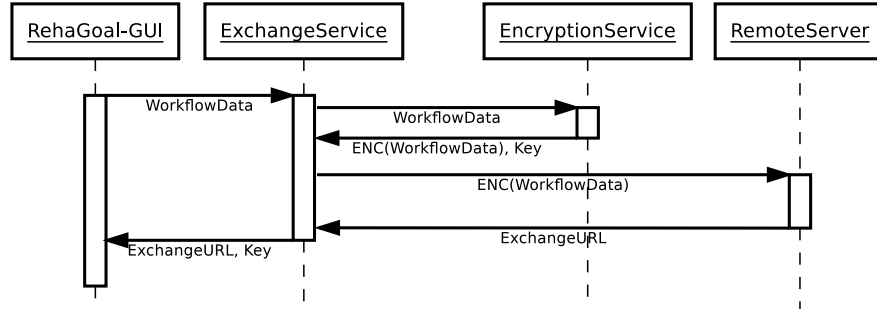 RehaGoal-GUI
ExchangeService
EncryptionService
RemoteServer
WorkflowData
WorkflowData
ENC(WorkflowData), Key
ENC(WorkflowData)
ExchangeURL
ExchangeURL, Key